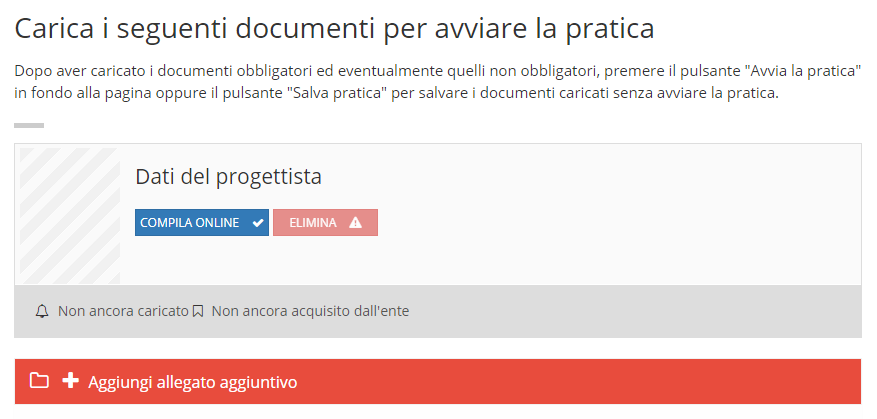 Carica i seguenti documenti per avviare la pratica
Dopo aver caricato i documenti obbligatori ed eventualmente quelli non obbligatori, premere il pulsante "Avvia la pratica"
in fondo alla pagina oppure il pulsante "Salva pratica" per salvare i documenti caricati senza avviare la pratica.
Dati del progettista
COMPILA ONLINE ELIMINA
Non ancora caricato Non ancora acquisito dall'ente
Aggiungi allegato aggiuntivo